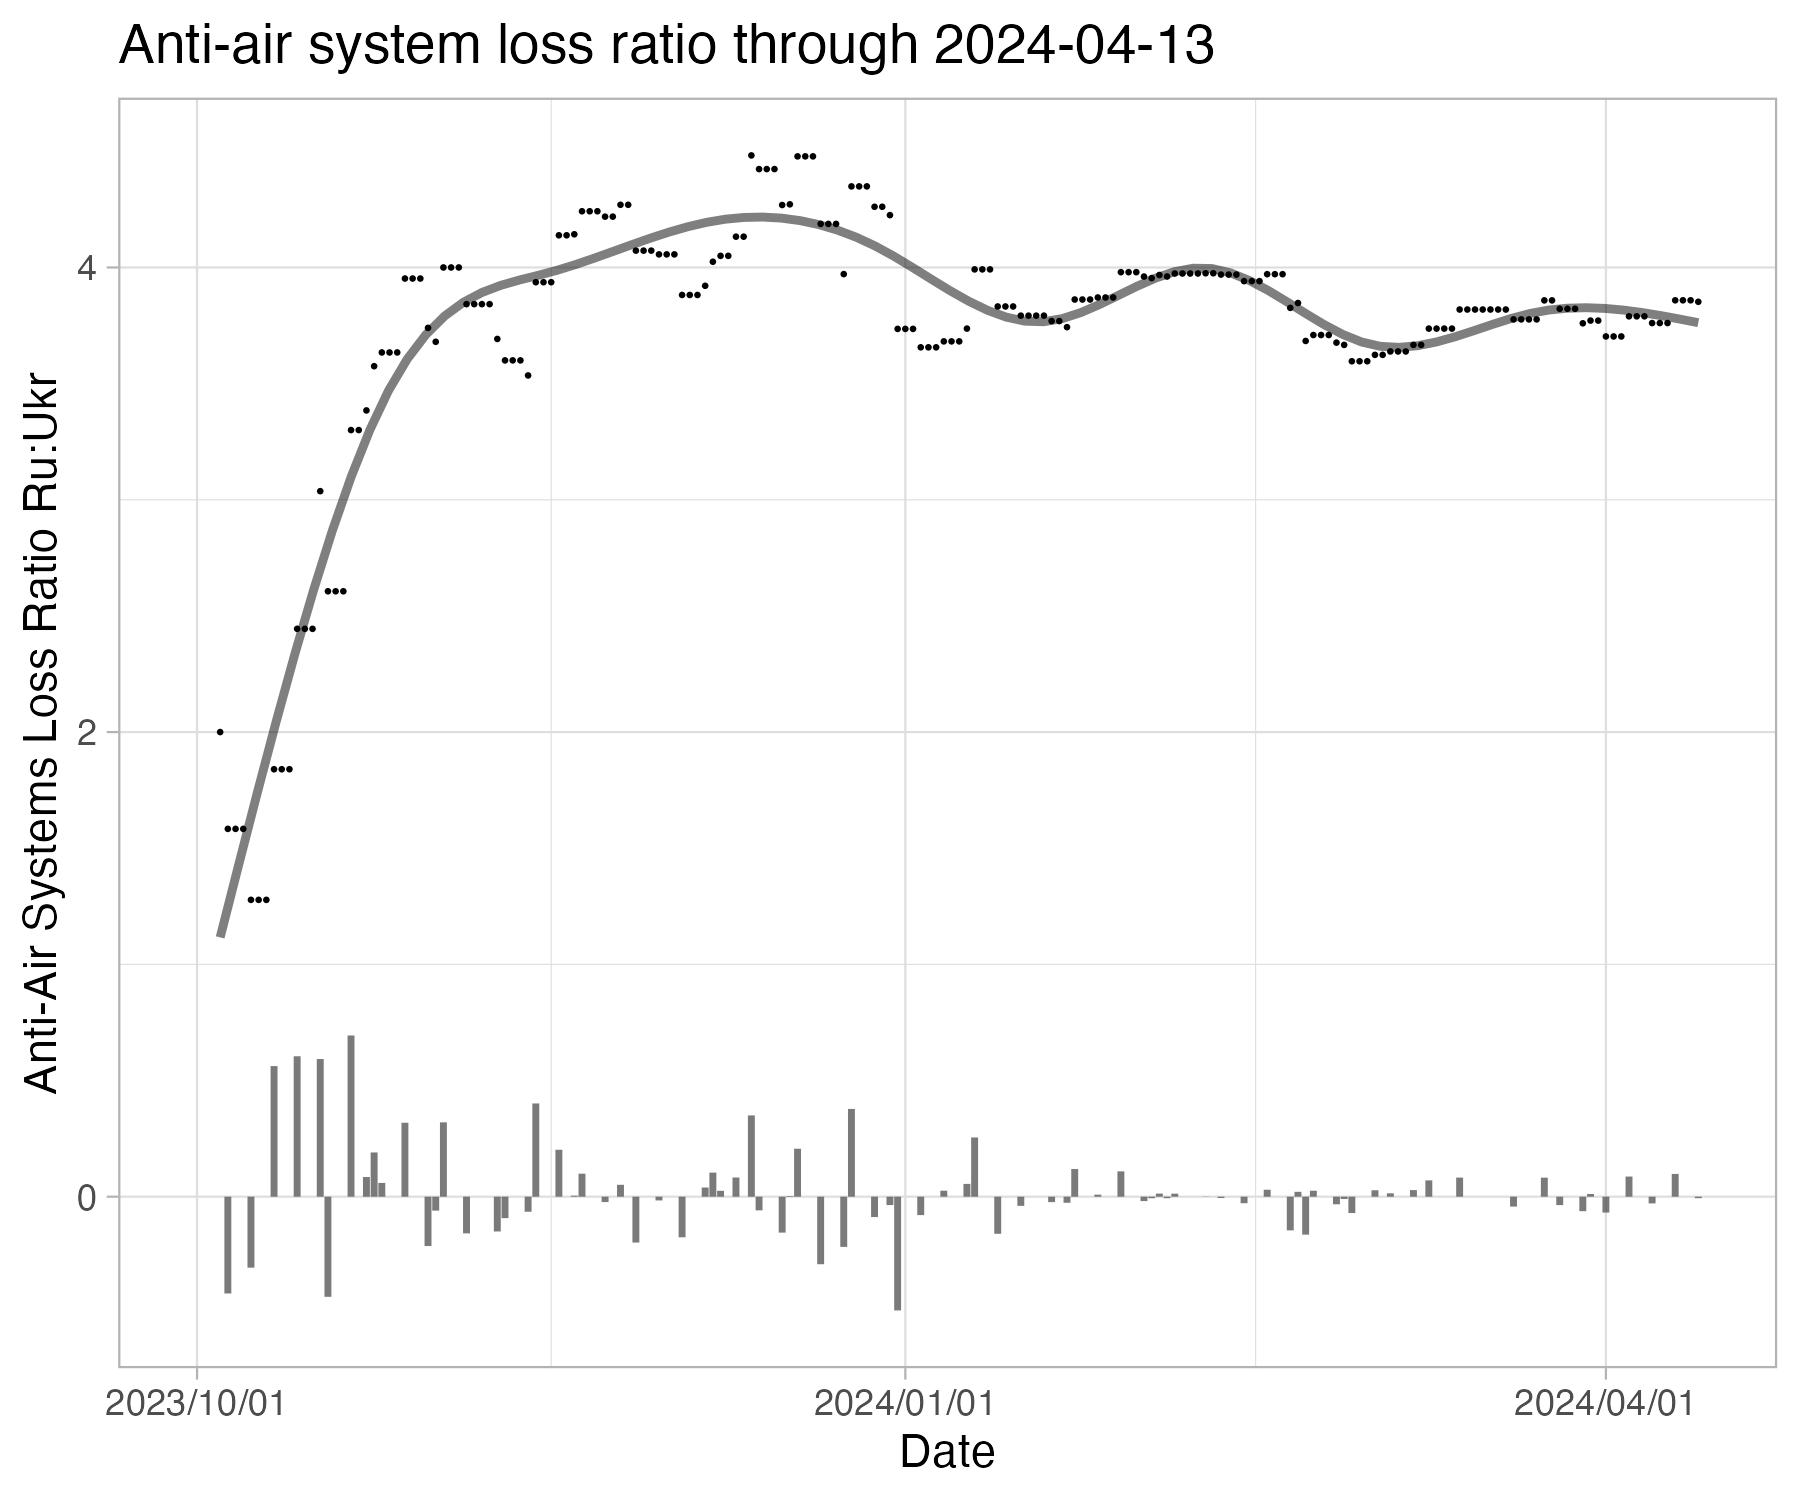 Anti-air system loss ratio through 2024-04-13
Anti-Air Systems Loss Ratio Ru:Ukr
4
2
0
2023/10/01
2024/01/01
2024/04/01
Date